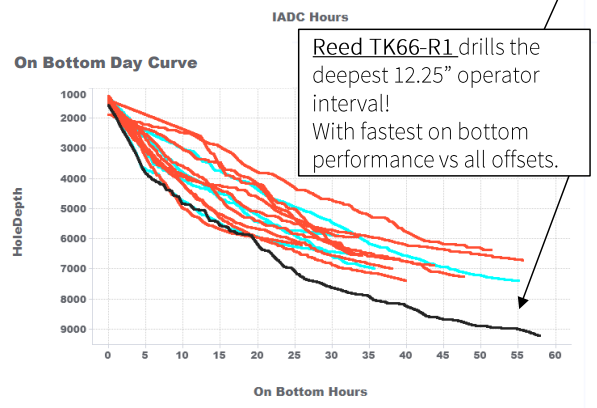 IADC Hours
Reed TK66-R1 drills the
deepest 12.25” operator
interval!
With fastest on bottom
performance vs all offsets.
On Bottom Day Curve
HoleDepth
1000
2000
3000
4000
5000
6000
7000
8000
9000
0 5 10 15 20 25 30 35 40 45 50 55 60
On Bottom Hours